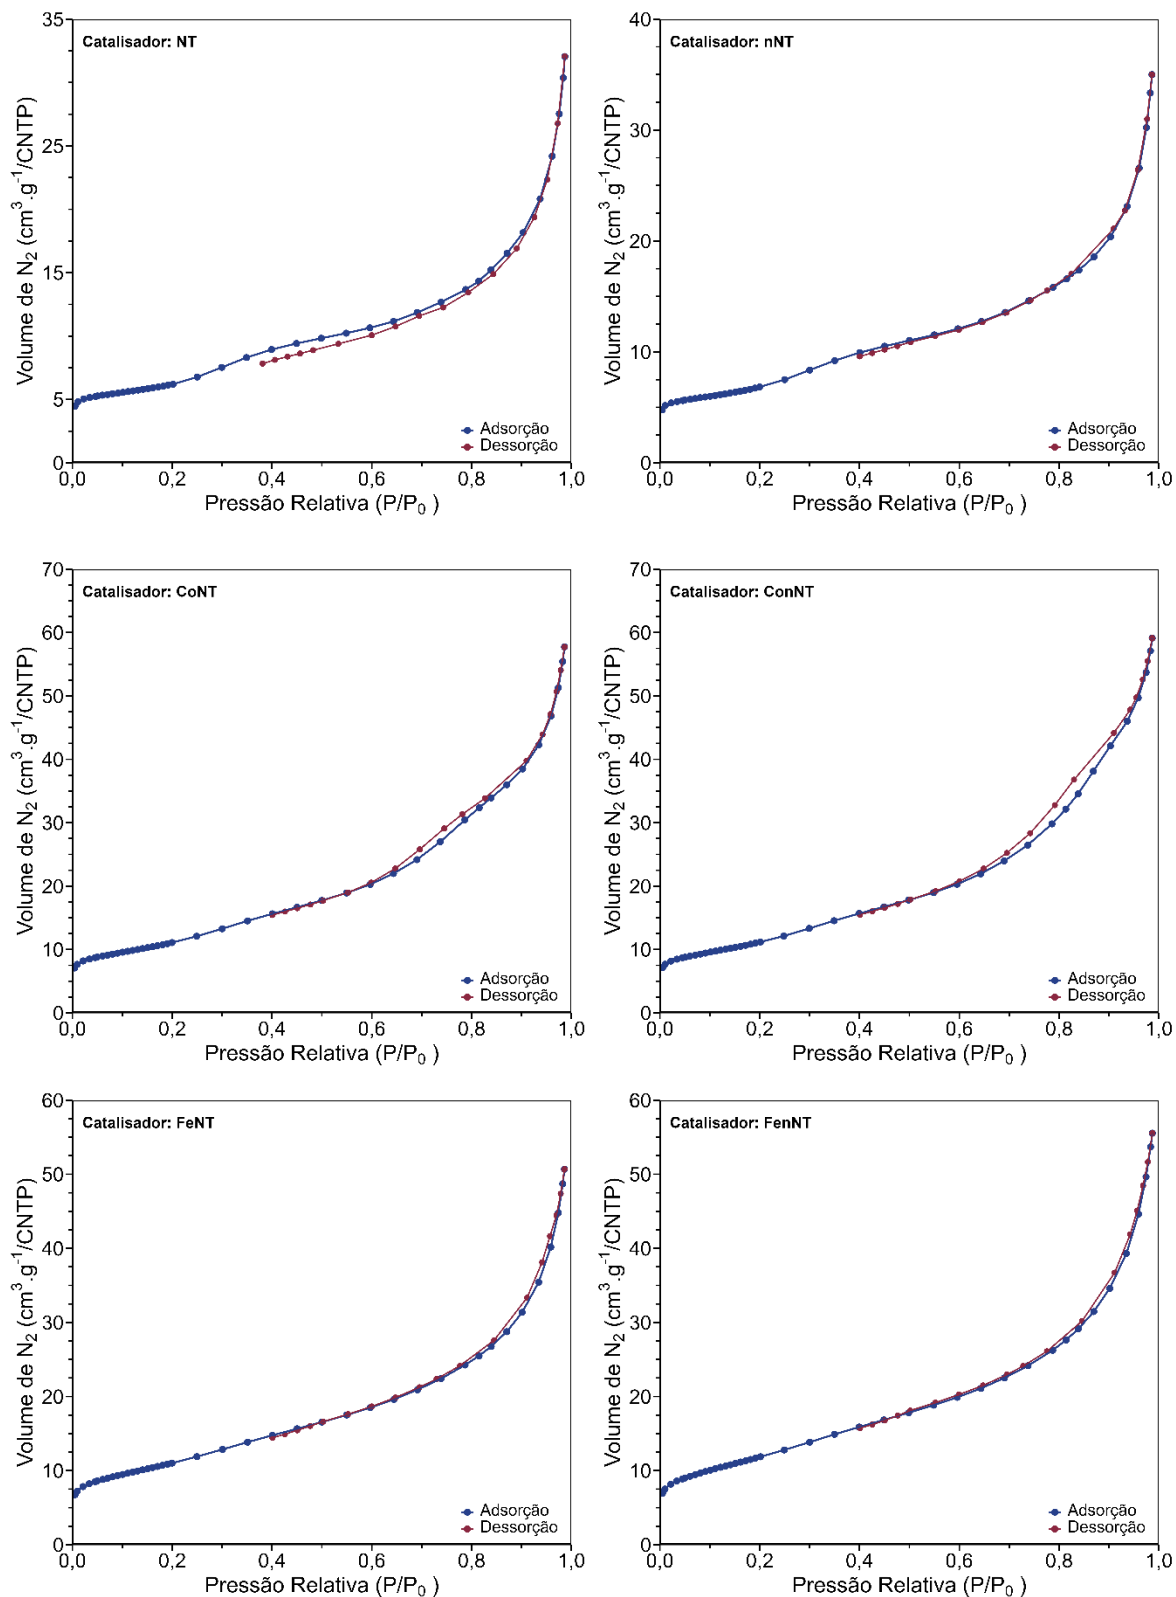 Catalisador: NT
Volume de N₂ (cm³.g⁻¹/CNTP)
35
25
15
5
0
Adsorção
Dessorção
0,0 0,2 0,4 0,6 0,8 1,0
Pressão Relativa (P/P₀ )
Catalisador: nNT
Volume de N₂ (cm³.g⁻¹/CNTP)
40
30
20
10
0
Adsorção
Dessorção
0,0 0,2 0,4 0,6 0,8 1,0
Pressão Relativa (P/P₀ )
Catalisador: CoNT
Volume de N₂ (cm³.g⁻¹/CNTP)
70
60
50
40
30
20
10
0
Adsorção
Dessorção
0,0 0,2 0,4 0,6 0,8 1,0
Pressão Relativa (P/P₀ )
Catalisador: ConNT
Volume de N₂ (cm³.g⁻¹/CNTP)
70
60
50
40
30
20
10
0
Adsorção
Dessorção
0,0 0,2 0,4 0,6 0,8 1,0
Pressão Relativa (P/P₀ )
Catalisador: FeNT
Volume de N₂ (cm³.g⁻¹/CNTP)
60
50
40
30
20
10
0
Adsorção
Dessorção
0,0 0,2 0,4 0,6 0,8 1,0
Pressão Relativa (P/P₀ )
Catalisador: FenNT
Volume de N₂ (cm³.g⁻¹/CNTP)
60
50
40
30
20
10
0
Adsorção
Dessorção
0,0 0,2 0,4 0,6 0,8 1,0
Pressão Relativa (P/P₀ )